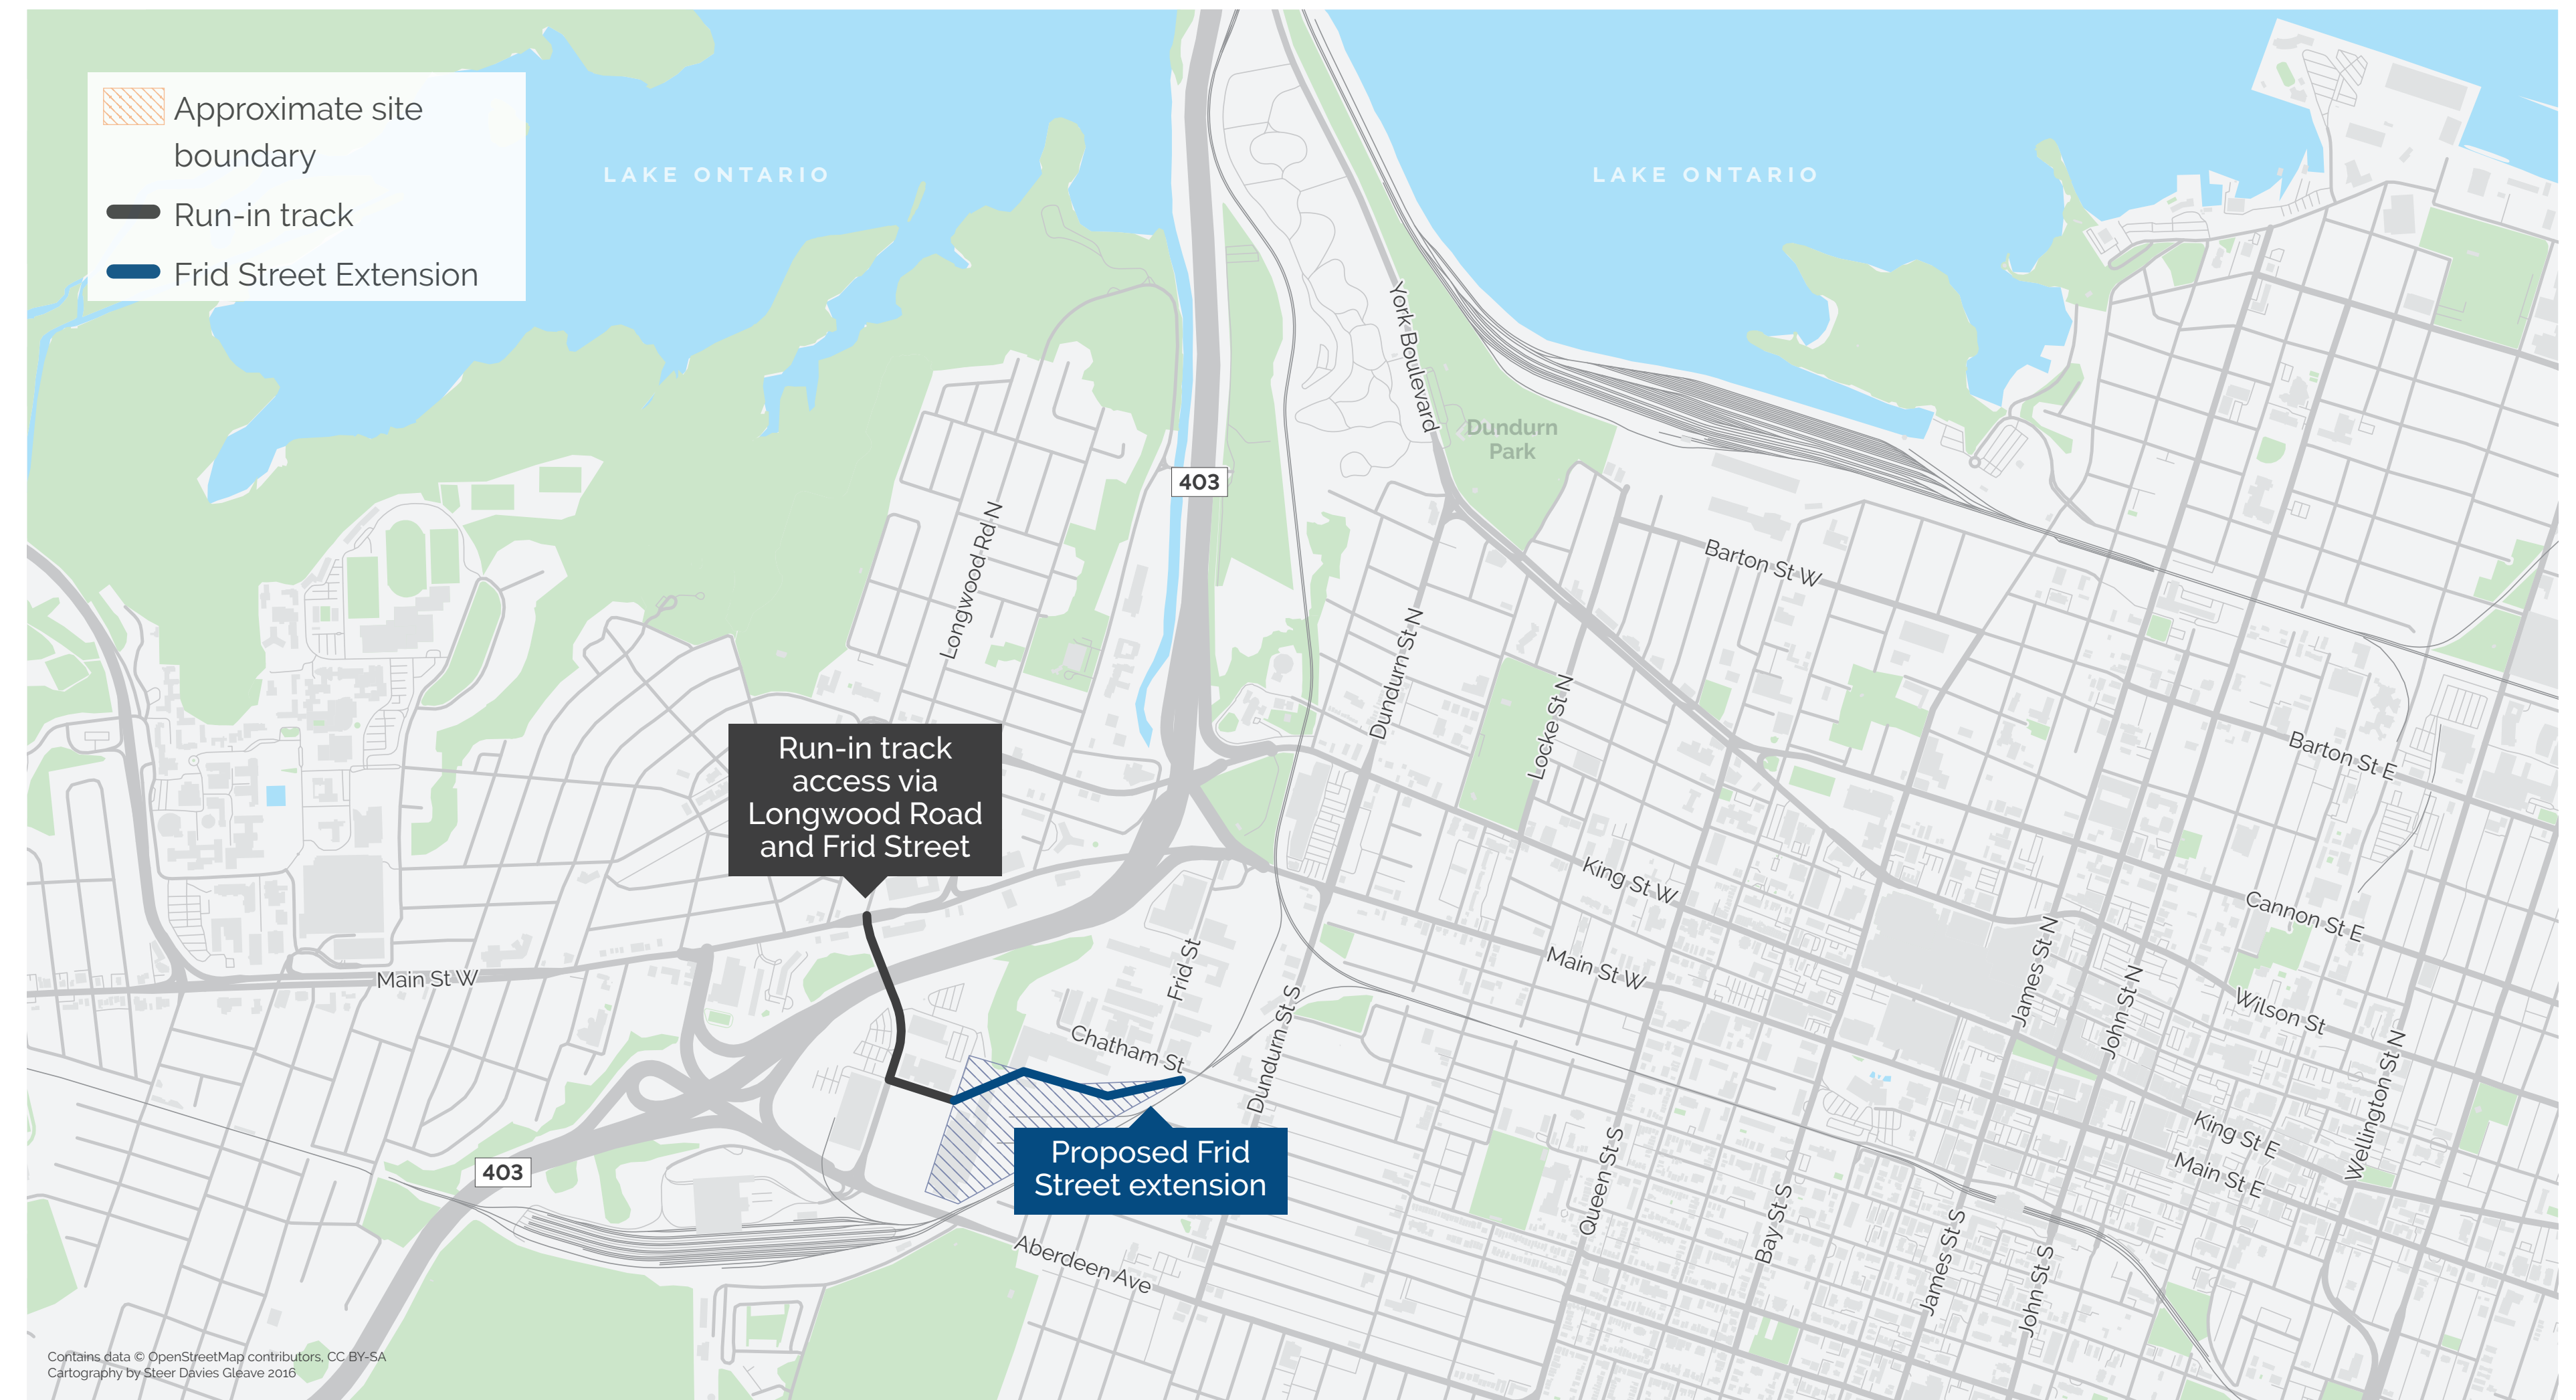 Approximate site
boundary
Run-in track
Frid Street Extension
LAKE ONTARIO
LAKE ONTARIO
York Boulevard
Dundurn
Park
403
Longwood Rd N
Barton St W
Dundurn St N
Locke St N
Barton St E
Run-in track
access via
Longwood Road
and Frid Street
King St W
Cannon St E
Main St W
Main St W
Frid St
James St N
John St N
Wilson St
Chatham St
Dundurn St S
Wellington St N
King St E
Main St E
403
Proposed Frid
Street extension
Queen St S
Bay St S
James St S
John St S
Aberdeen Ave
Contains data © OpenStreetMap contributors, CC BY-SA
Cartography by Steer Davies Gleave 2016